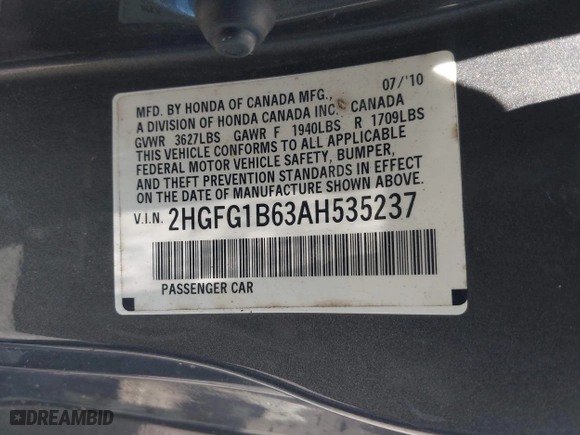 07/'10
MFD. BY HONDA OF CANADA MFG.,
A DIVISION OF HONDA CANADA INC. CANADA
GVWR 3627LBS GAWR F 1940LBS R 1709LBS
THIS VEHICLE CONFORMS TO ALL APPLICABLE
FEDERAL MOTOR VEHICLE SAFETY, BUMPER,
AND THEFT PREVENTION STANDARDS IN EFFECT
ON THE DATE OF MANUFACTURE SHOWN ABOVE.
V.I.N. 2HGFG1B63AH535237
PASSENGER CAR
DREAMBID